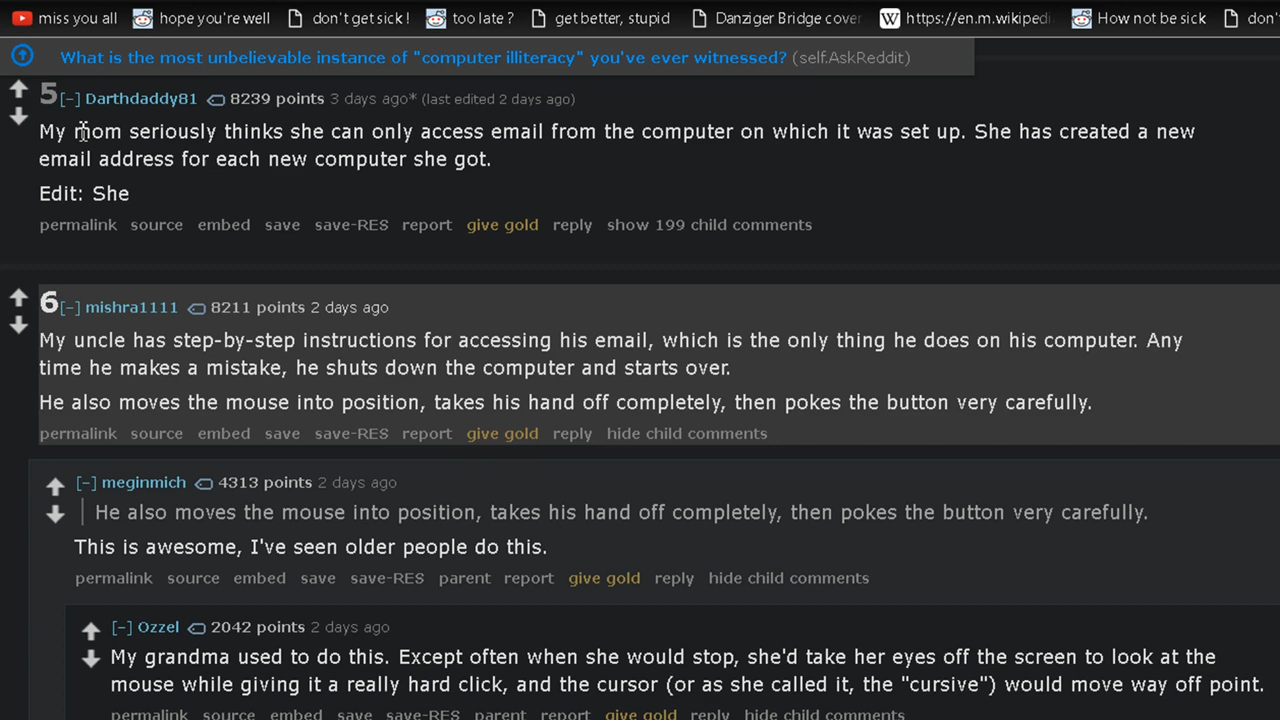 miss you all hope you're well don't get sick ! too late ? get better, stupid Danziger Bridge cover https://en.m.wikipedi How not be sick don'
What is the most unbelievable instance of "computer illiteracy" you've ever witnessed? (self.AskReddit)
5 [-] Darthdaddy81 8239 points 3 days ago* (last edited 2 days ago)
My mom seriously thinks she can only access email from the computer on which it was set up. She has created a new
email address for each new computer she got.
Edit: She
permalink source embed save save-RES report give gold reply show 199 child comments
6 [-] mishra1111 8211 points 2 days ago
My uncle has step-by-step instructions for accessing his email, which is the only thing he does on his computer. Any
time he makes a mistake, he shuts down the computer and starts over.
He also moves the mouse into position, takes his hand off completely, then pokes the button very carefully.
permalink source embed save save-RES report give gold reply hide child comments
[-] meginmich 4313 points 2 days ago
He also moves the mouse into position, takes his hand off completely, then pokes the button very carefully.
This is awesome, I've seen older people do this.
permalink source embed save save-RES parent report give gold reply hide child comments
[-] Ozzel 2042 points 2 days ago
My grandma used to do this. Except often when she would stop, she'd take her eyes off the screen to look at the
mouse while giving it a really hard click, and the cursor (or as she called it, the "cursive") would move way off point.
permalink source embed save save-RES parent report give gold reply hide child comments